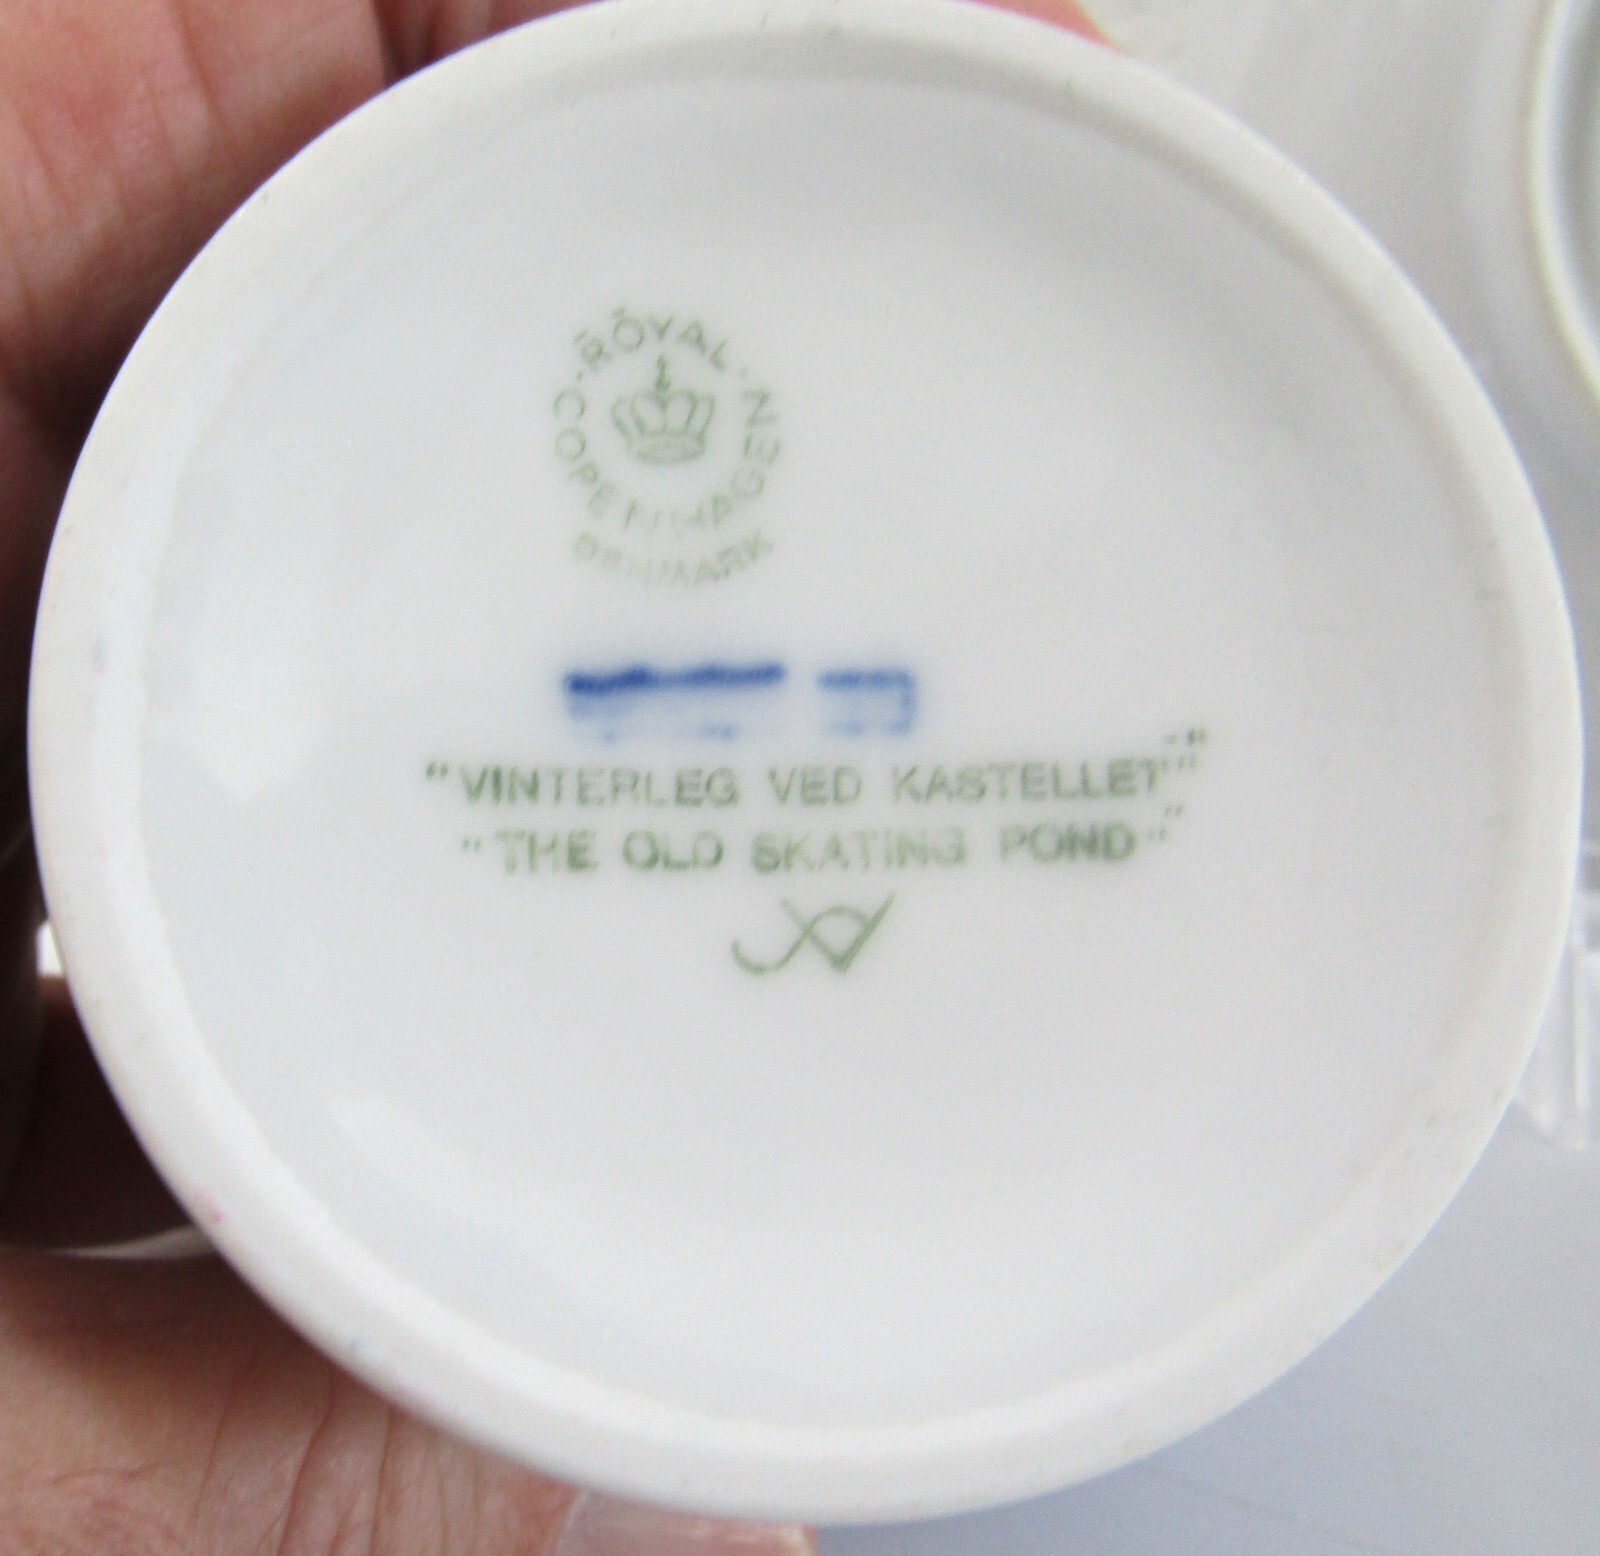 ROYAL
COPENHAGEN
DENMARK
"VINTERLEG VED KASTELLET"
"THE OLD SKATING POND"